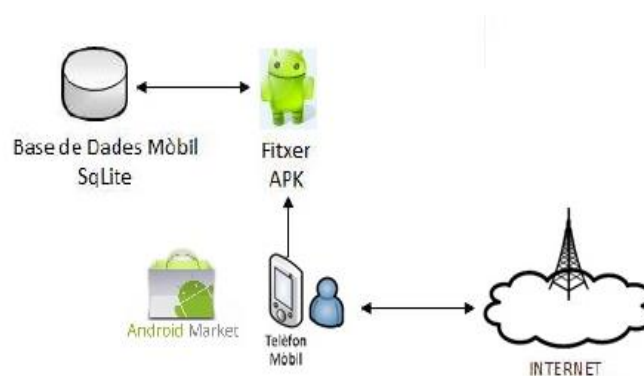 Base de Dades Mòbil
SqLite
Fitxer
APK
Android Market
Telèfon
Mòbil
INTERNET